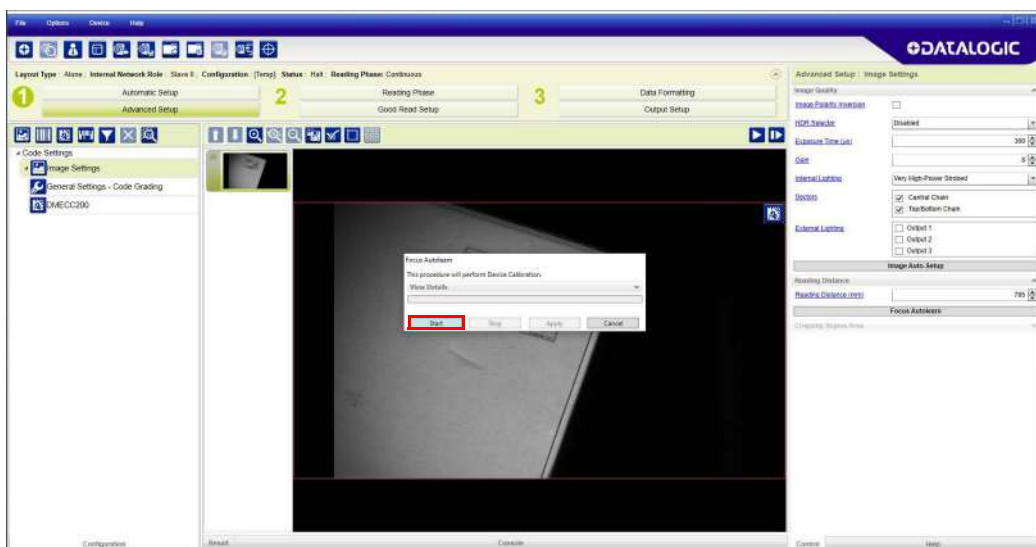 File Options Device Help
DATALOGIC
Layout Type : Alone Internal Network Role : Slave Configuration : [Temp] Status : Halt Reading Phase: Continuous
1
Automatic Setup
Advanced Setup
2
Reading Phase
Good Read Setup
3
Data Formatting
Output Setup
Code Settings
Image Settings
General Settings - Code Grading
DMECC200
Configuration
Focus Autolearn
This procedure will perform Device Calibration.
View Details
Start Stop Apply Cancel
Result Console
Advanced Setup : Image Settings
Image Quality
Image Polarity Inversion
HDR Selector Disabled
Exposure Time (us)
Gain
Internal Lighting Very High-Power Strobed
Sectors Central Chain
Top/Bottom Chain
External Lighting Output 1
Output 2
Output 3
Image Auto-Setup
Reading Distance
Reading Distance (mm) 795
Focus Autolearn
Cropping Region Area
Control Help